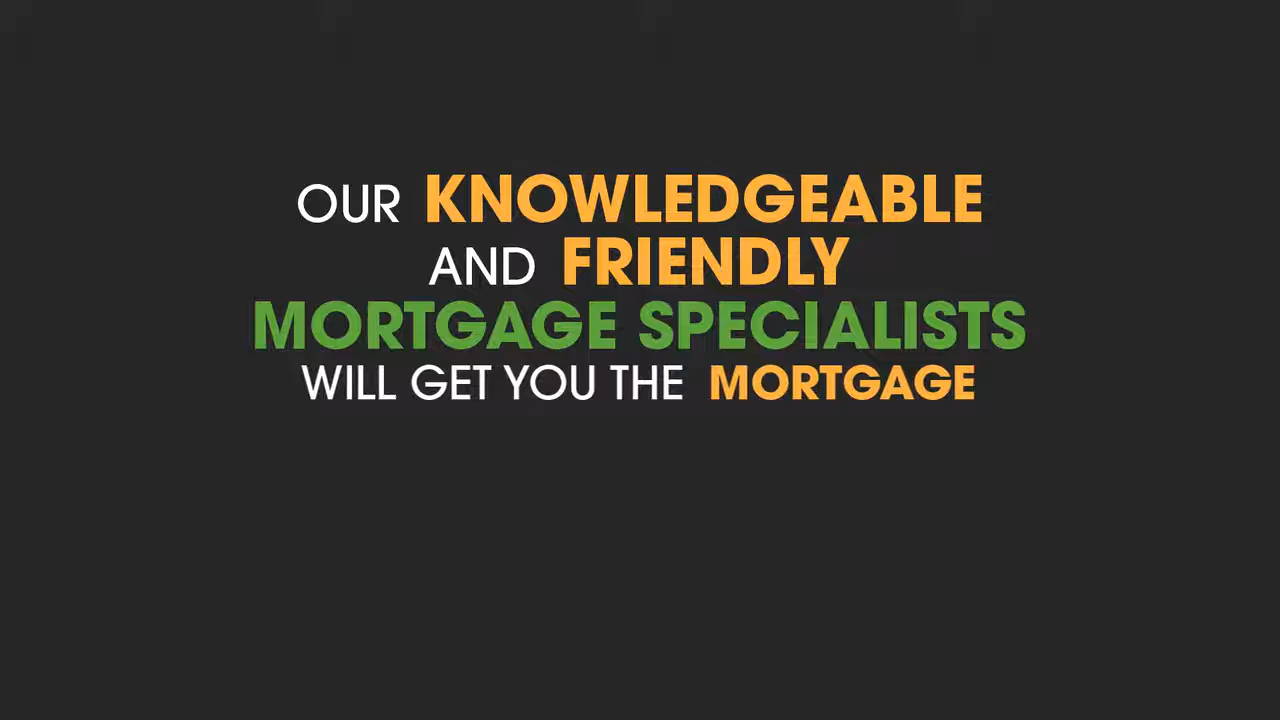 OUR KNOWLEDGEABLE
AND FRIENDLY
MORTGAGE SPECIALISTS
WILL GET YOU THE MORTGAGE